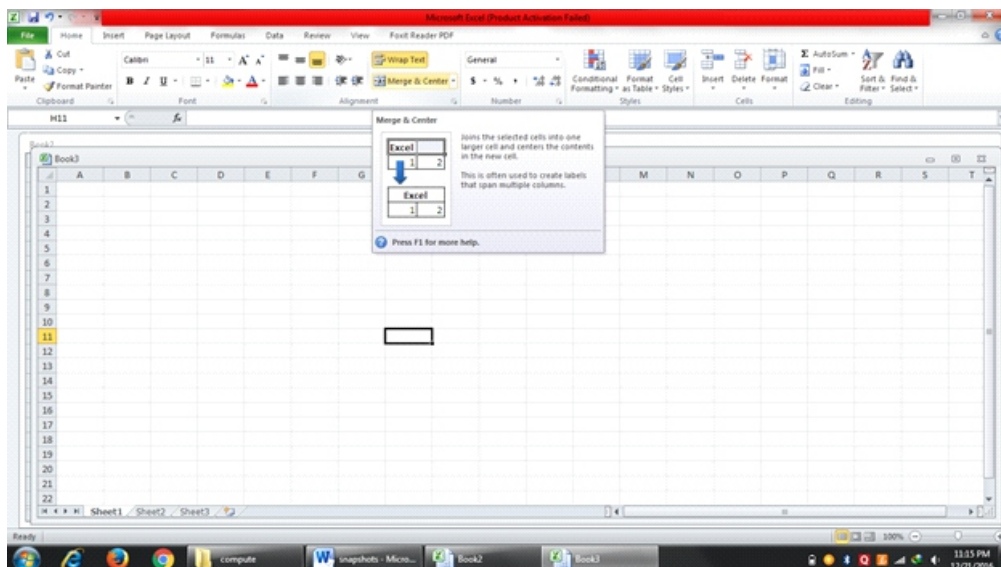 Microsoft Excel (Product Activation Failed)
File Home Insert Page Layout Formulas Data Review View Foxit Reader PDF
Paste
Cut
Copy
Format Painter
Clipboard
Calibri 11
B I U
Font
Wrap Text
Merge & Center
Alignment
General
$ % ,
Number
Conditional Formatting
Format as Table
Cell Styles
Styles
Insert Delete Format
Cells
Σ AutoSum
Fill
Clear
Sort & Filter
Find & Select
Editing
H11 fx
Merge & Center
Excel
1 2
Excel
1 2
Joins the selected cells into one
larger cell and centers the contents
in the new cell.
This is often used to create labels
that span multiple columns.
Press F1 for more help.
Book2
Book3
A B C D E F G M N O P Q R S T
1
2
3
4
5
6
7
8
9
10
11
12
13
14
15
16
17
18
19
20
21
22
Sheet1 Sheet2 Sheet3
Ready 100%
compute snapshots - Micro... Book2 Book3 11:15 PM
12/21/2016